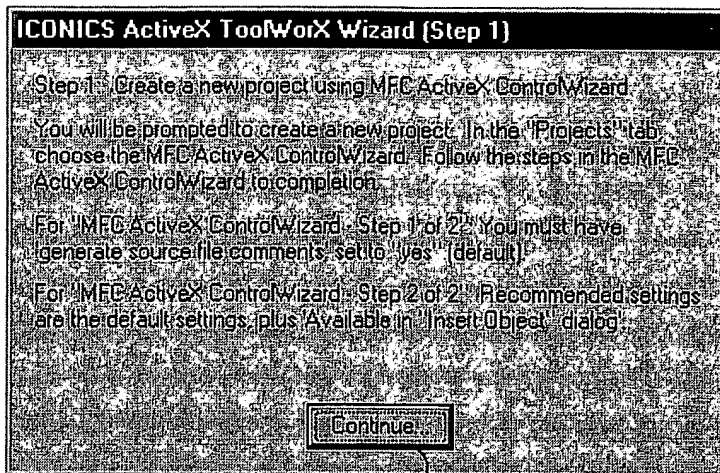 ICONICS ActiveX ToolWorX Wizard (Step 1)
Step 1: Create a new project using MFC ActiveX ControlWizard
You will be prompted to create a new project. In the "Projects" tab,
choose the MFC ActiveX ControlWizard. Follow the steps in the MFC
ActiveX ControlWizard to completion.
For "MFC ActiveX ControlWizard - Step 1 of 2," You must have
'generate source file comments' set to "yes" (default).
For "MFC ActiveX ControlWizard - Step 2 of 2," Recommended settings
are the default settings, plus 'Available in "Insert Object" dialog'.
Continue...